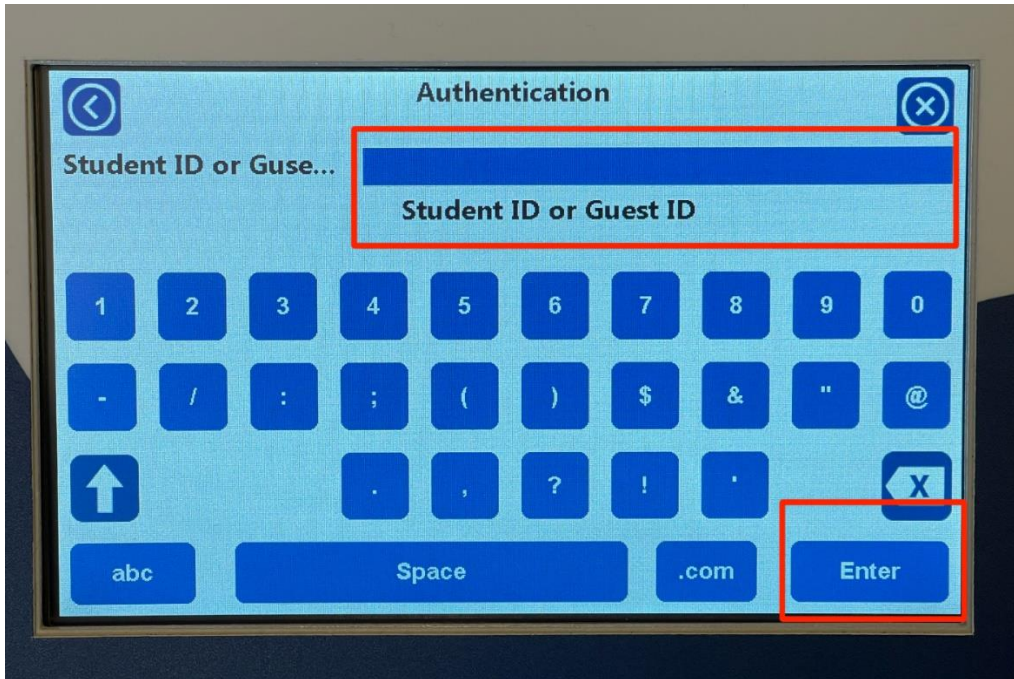 Authentication
Student ID or Guse...
Student ID or Guest ID
1 2 3 4 5 6 7 8 9 0
- / : ; ( ) $ & " @
. , ? ! ' X
abc Space .com Enter